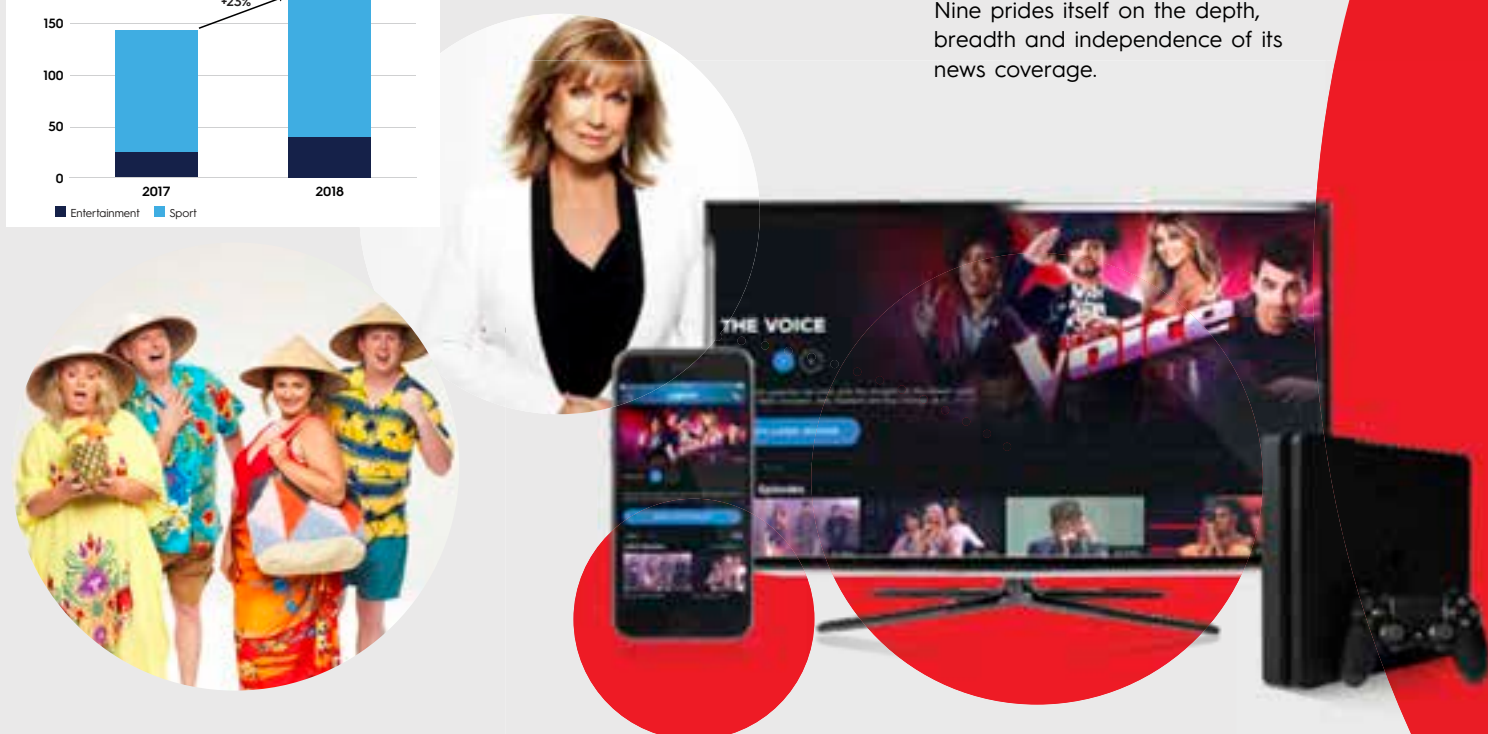 +23%
150
100
50
0
2017
2018
Entertainment
Sport
Nine prides itself on the depth,
breadth and independence of its
news coverage.
THE VOICE
Voice
Episodes